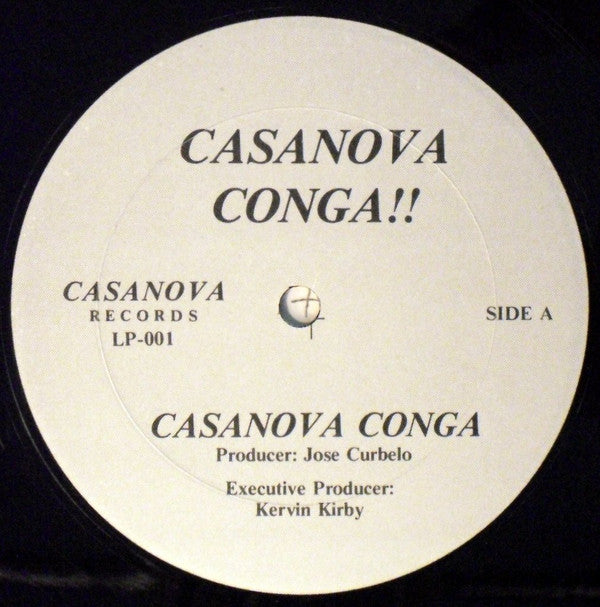 CASANOVA
CONGA!!
CASANOVA
RECORDS
LP-001
SIDE A
CASANOVA CONGA
Producer: Jose Curbelo
Executive Producer:
Kervin Kirby